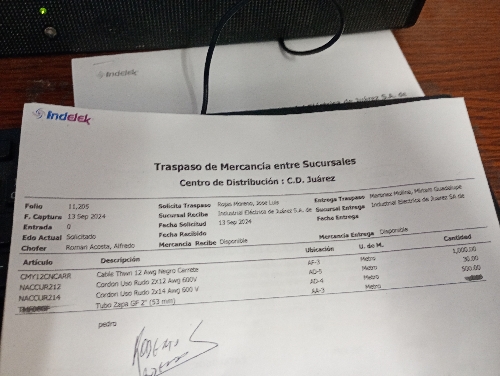 Indelek
Indelek
Traspaso de Mercancía entre Sucursales
Centro de Distribución : C.D. Juárez
Folio 11,205 Solicita Traspaso Rojas Moreno, Jose Luis Entrega Traspaso Martinez Molina, Miriam Guadalupe
F. Captura 13 Sep 2024 Sucursal Recibe Industrial Eléctrica de Juárez S.A. de Sucursal Entrega Industrial Eléctrica de Juárez SA de
Entrada 0 Fecha Solicitud 13 Sep 2024 Fecha Entrega
Edo Actual Solicitado Fecha Recibido
Chofer Roman Acosta, Alfredo Mercancía Recibe Disponible Mercancía Entrega Disponible
Artículo Descripción Ubicación U. de M. Cantidad
CMY12CNCARR Cable Thwn 12 Awg Negro Carrete AF-3 Metro 1,000.00
NACCUR212 Cordon Uso Rudo 2x12 Awg 600V AD-5 Metro 30.00
NACCUR214 Cordon Uso Rudo 2x14 Awg 600 V AD-4 Metro 500.00
Tubo Zapa GF 2" (53 mm) AA-3 Metro
pedro